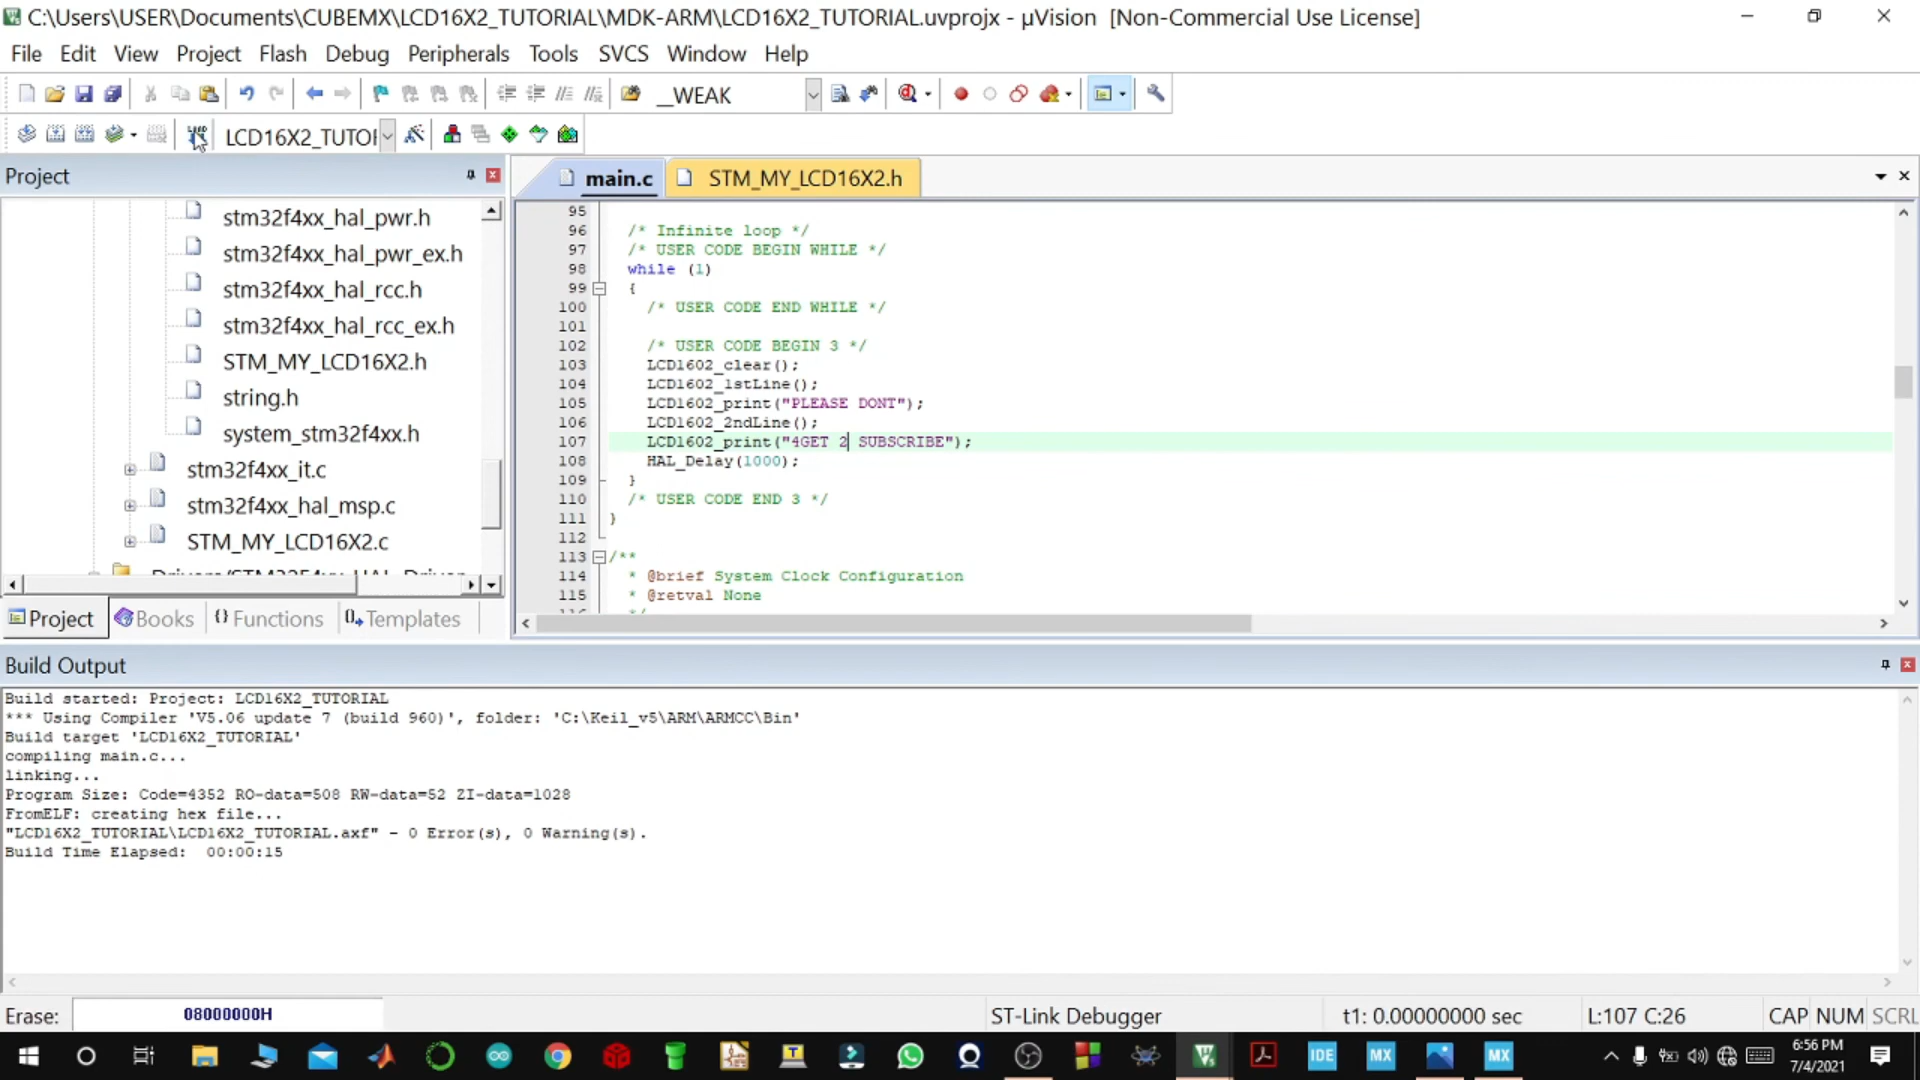 C:\Users\USER\Documents\CUBEMX\LCD16X2_TUTORIAL\MDK-ARM\LCD16X2_TUTORIAL.uvprojx - µVision [Non-Commercial Use License]
File Edit View Project Flash Debug Peripherals Tools SVCS Window Help
__WEAK
LCD16X2_TUTOI
Project
main.c STM_MY_LCD16X2.h
stm32f4xx_hal_pwr.h
stm32f4xx_hal_pwr_ex.h
stm32f4xx_hal_rcc.h
stm32f4xx_hal_rcc_ex.h
STM_MY_LCD16X2.h
string.h
system_stm32f4xx.h
stm32f4xx_it.c
stm32f4xx_hal_msp.c
STM_MY_LCD16X2.c
95
96 /* Infinite loop */
97 /* USER CODE BEGIN WHILE */
98 while (1)
99 {
100 /* USER CODE END WHILE */
101
102 /* USER CODE BEGIN 3 */
103 LCD1602_clear();
104 LCD1602_1stLine();
105 LCD1602_print("PLEASE DONT");
106 LCD1602_2ndLine();
107 LCD1602_print("4GET 2 SUBSCRIBE");
108 HAL_Delay(1000);
109 }
110 /* USER CODE END 3 */
111 }
112
113 /**
114 * @brief System Clock Configuration
115 * @retval None
Project Books Functions Templates
Build Output
Build started: Project: LCD16X2_TUTORIAL
*** Using Compiler 'V5.06 update 7 (build 960)', folder: 'C:\Keil_v5\ARM\ARMCC\Bin'
Build target 'LCD16X2_TUTORIAL'
compiling main.c...
linking...
Program Size: Code=4352 RO-data=508 RW-data=52 ZI-data=1028
FromELF: creating hex file...
"LCD16X2_TUTORIAL\LCD16X2_TUTORIAL.axf" - 0 Error(s), 0 Warning(s).
Build Time Elapsed: 00:00:15
Erase: 08000000H ST-Link Debugger t1: 0.00000000 sec L:107 C:26 CAP NUM SCRL
IDE MX MX 6:56 PM
7/4/2021